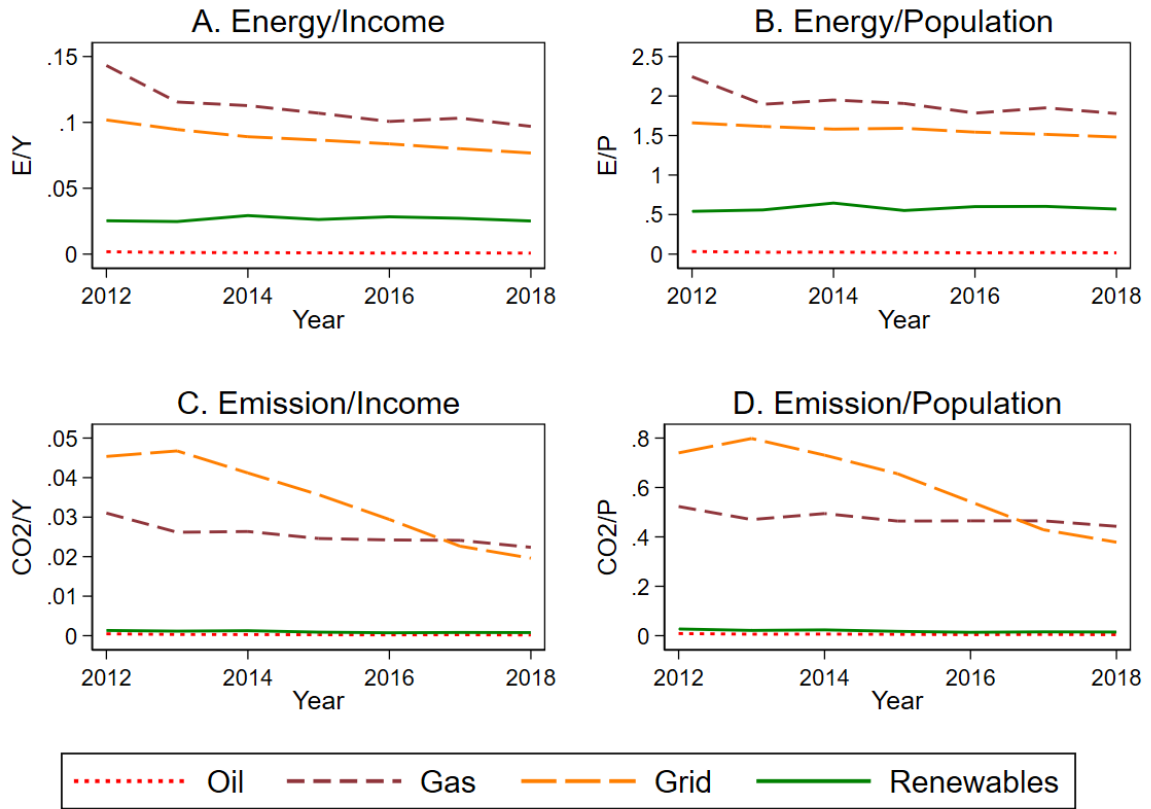 A. Energy/Income
.15
.1
.05
0
E/Y
2012 2014 2016 2018
Year
B. Energy/Population
2.5
2
1.5
1
.5
0
E/P
2012 2014 2016 2018
Year
C. Emission/Income
.05
.04
.03
.02
.01
0
CO2/Y
2012 2014 2016 2018
Year
D. Emission/Population
.8
.6
.4
.2
0
CO2/P
2012 2014 2016 2018
Year
Oil Gas Grid Renewables